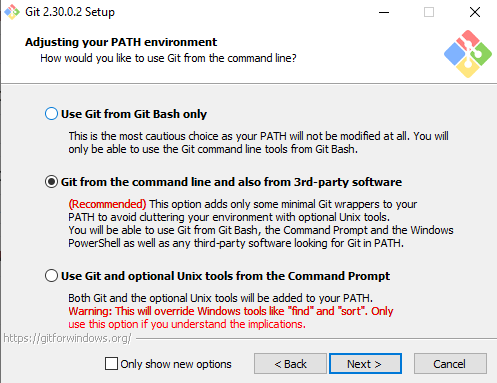 Git 2.30.0.2 Setup
Adjusting your PATH environment
How would you like to use Git from the command line?
Use Git from Git Bash only
This is the most cautious choice as your PATH will not be modified at all. You will
only be able to use the Git command line tools from Git Bash.
Git from the command line and also from 3rd-party software
(Recommended) This option adds only some minimal Git wrappers to your
PATH to avoid cluttering your environment with optional Unix tools.
You will be able to use Git from Git Bash, the Command Prompt and the Windows
PowerShell as well as any third-party software looking for Git in PATH.
Use Git and optional Unix tools from the Command Prompt
Both Git and the optional Unix tools will be added to your PATH.
Warning: This will override Windows tools like "find" and "sort". Only
use this option if you understand the implications.
https://gitforwindows.org/
Only show new options
< Back
Next >
Cancel